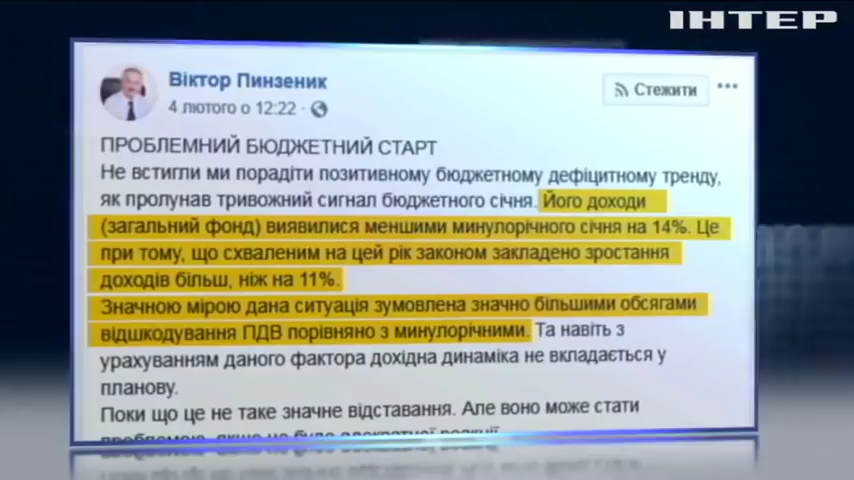 ІНТЕР
Віктор Пинзеник
4 лютого о 12:22 ·
Стежити
ПРОБЛЕМНИЙ БЮДЖЕТНИЙ СТАРТ
Не встигли ми порадіти позитивному бюджетному дефіцитному тренду,
як пролунав тривожний сигнал бюджетного січня. Його доходи
(загальний фонд) виявилися меншими минулорічного січня на 14%. Це
при тому, що схваленим на цей рік законом закладено зростання
доходів більш, ніж на 11%.
Значною мірою дана ситуація зумовлена значно більшими обсягами
відшкодування ПДВ порівняно з минулорічними. Та навіть з
урахуванням даного фактора дохідна динаміка не вкладається у
планову.
Поки що це не таке значне відставання. Але воно може стати